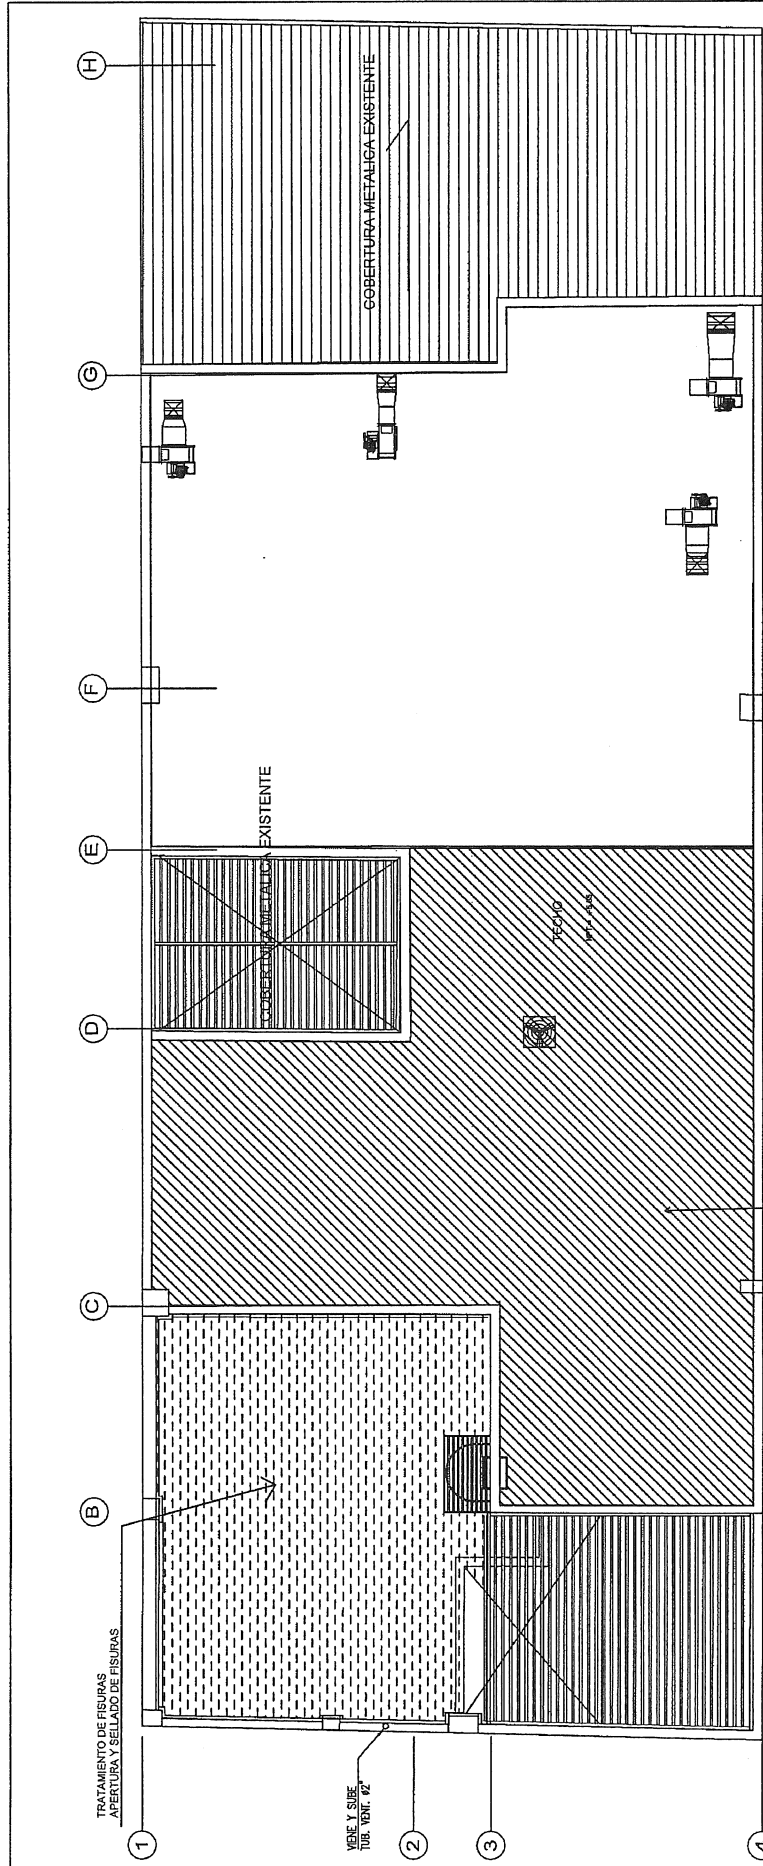 TRATAMIENTO DE FISURAS
APERTURA Y SELLADO DE FISURAS
VIENE Y SUBE
TUB. VENT. ø2"
COBERTURA METALICA EXISTENTE
COBERTURA METALICA EXISTENTE
TECHO
H
G
F
E
D
C
B
1
2
3
4